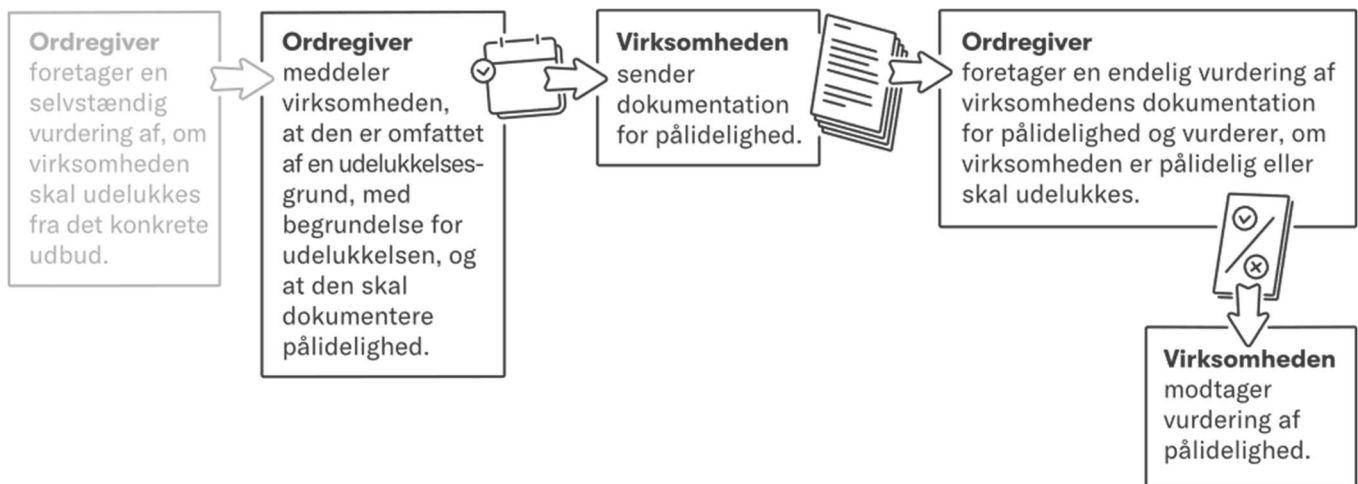 Ordregiver
foretager en
selvstændig
vurdering af, om
virksomheden
skal udelukkes
fra det konkrete
udbud.
Ordregiver
meddeler
virksomheden,
at den er omfattet
af en udelukkelses-
grund, med
begrundelse for
udelukkelsen, og
at den skal
dokumentere
pålidelighed.
Virksomheden
sender
dokumentation
for pålidelighed.
Ordregiver
foretager en endelig vurdering af
virksomhedens dokumentation
for pålidelighed og vurderer, om
virksomheden er pålidelig eller
skal udelukkes.
Virksomheden
modtager
vurdering af
pålidelighed.